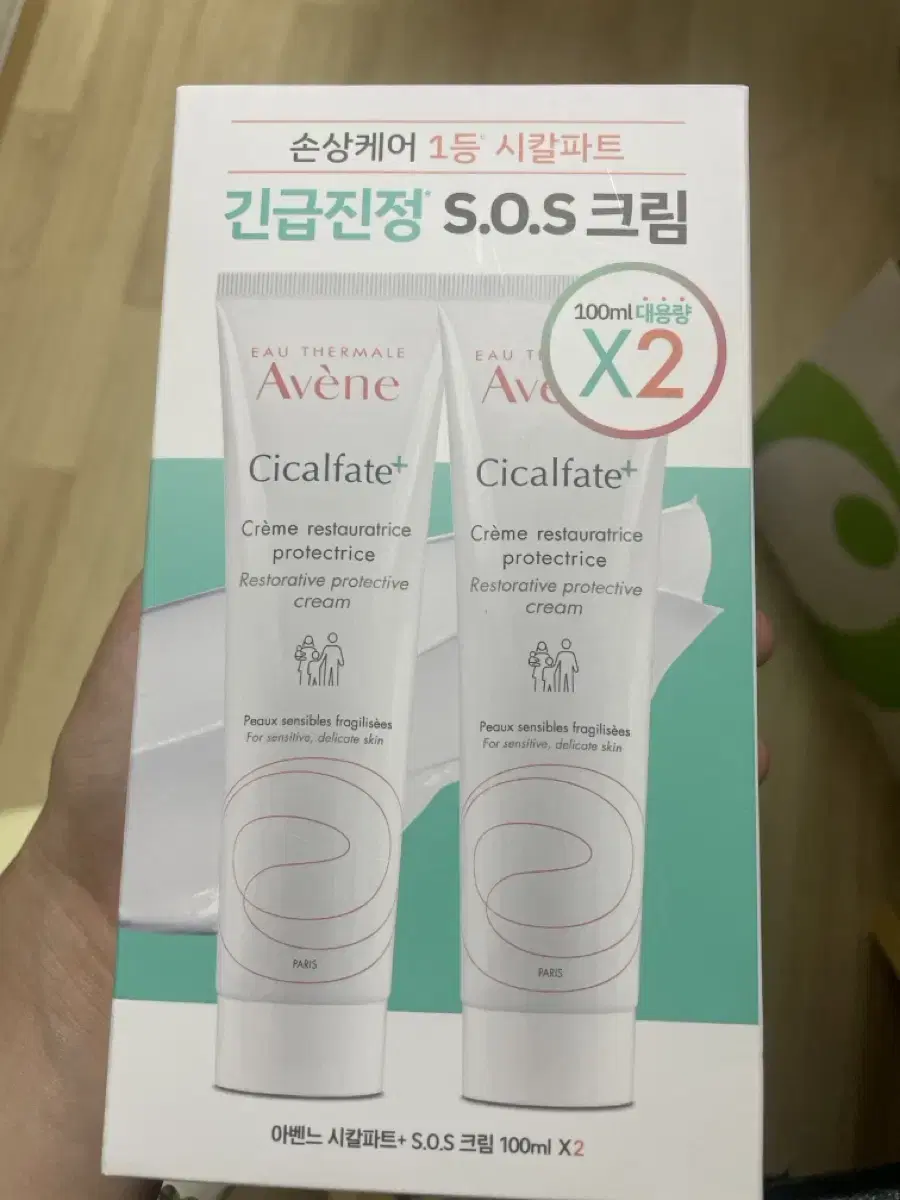 손상케어 1등* 시칼파트
긴급진정* S.O.S 크림
100ml 대용량
X2
EAU THERMALE
Avène
Cicalfate+
Crème restauratrice
protectrice
Restorative protective
cream
Peaux sensibles fragilisées
For sensitive, delicate skin
PARIS
EAU T
Avè
Cicalfate+
Crème restauratrice
protectrice
Restorative protective
cream
Peaux sensibles fragilisées
For sensitive, delicate skin
PARIS
아벤느 시칼파트+ S.O.S 크림 100ml X2